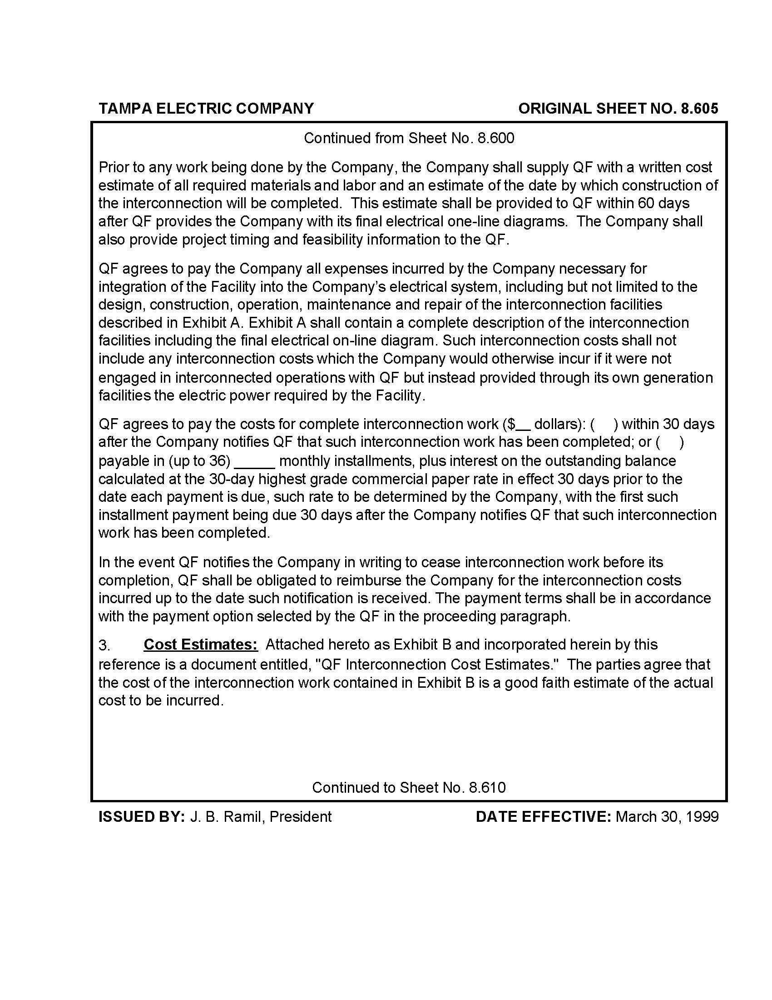 TAMPA ELECTRIC COMPANY ORIGINAL SHEET NO. 8.605
Continued from Sheet No. 8.600
Prior to any work being done by the Company, the Company shall supply QF with a written cost
estimate of all required materials and labor and an estimate of the date by which construction of
the interconnection will be completed. This estimate shall be provided to QF within 60 days
after QF provides the Company with its final electrical one-line diagrams. The Company shall
also provide project timing and feasibility information to the QF.
QF agrees to pay the Company all expenses incurred by the Company necessary for
integration of the Facility into the Company's electrical system, including but not limited to the
design, construction, operation, maintenance and repair of the interconnection facilities
described in Exhibit A. Exhibit A shall contain a complete description of the interconnection
facilities including the final electrical on-line diagram. Such interconnection costs shall not
include any interconnection costs which the Company would otherwise incur if it were not
engaged in interconnected operations with QF but instead provided through its own generation
facilities the electric power required by the Facility.
QF agrees to pay the costs for complete interconnection work ($__ dollars): ( ) within 30 days
after the Company notifies QF that such interconnection work has been completed; or ( )
payable in (up to 36) _____ monthly installments, plus interest on the outstanding balance
calculated at the 30-day highest grade commercial paper rate in effect 30 days prior to the
date each payment is due, such rate to be determined by the Company, with the first such
installment payment being due 30 days after the Company notifies QF that such interconnection
work has been completed.
In the event QF notifies the Company in writing to cease interconnection work before its
completion, QF shall be obligated to reimburse the Company for the interconnection costs
incurred up to the date such notification is received. The payment terms shall be in accordance
with the payment option selected by the QF in the proceeding paragraph.
3. Cost Estimates: Attached hereto as Exhibit B and incorporated herein by this
reference is a document entitled, "QF Interconnection Cost Estimates." The parties agree that
the cost of the interconnection work contained in Exhibit B is a good faith estimate of the actual
cost to be incurred.
Continued to Sheet No. 8.610
ISSUED BY: J. B. Ramil, President DATE EFFECTIVE: March 30, 1999